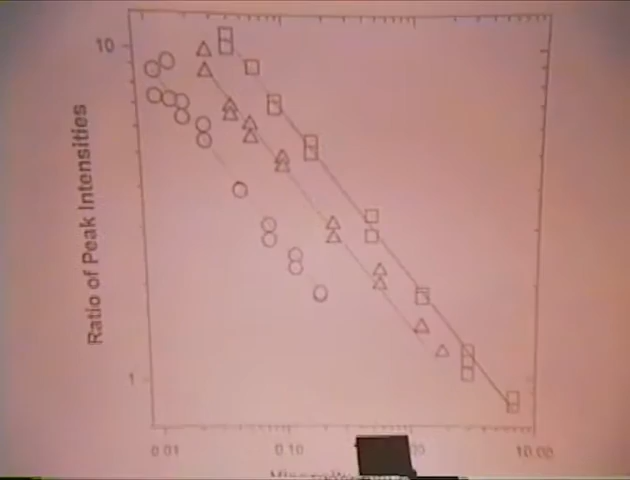 10
Ratio of Peak Intensities
1
0.01 0.10 10.00